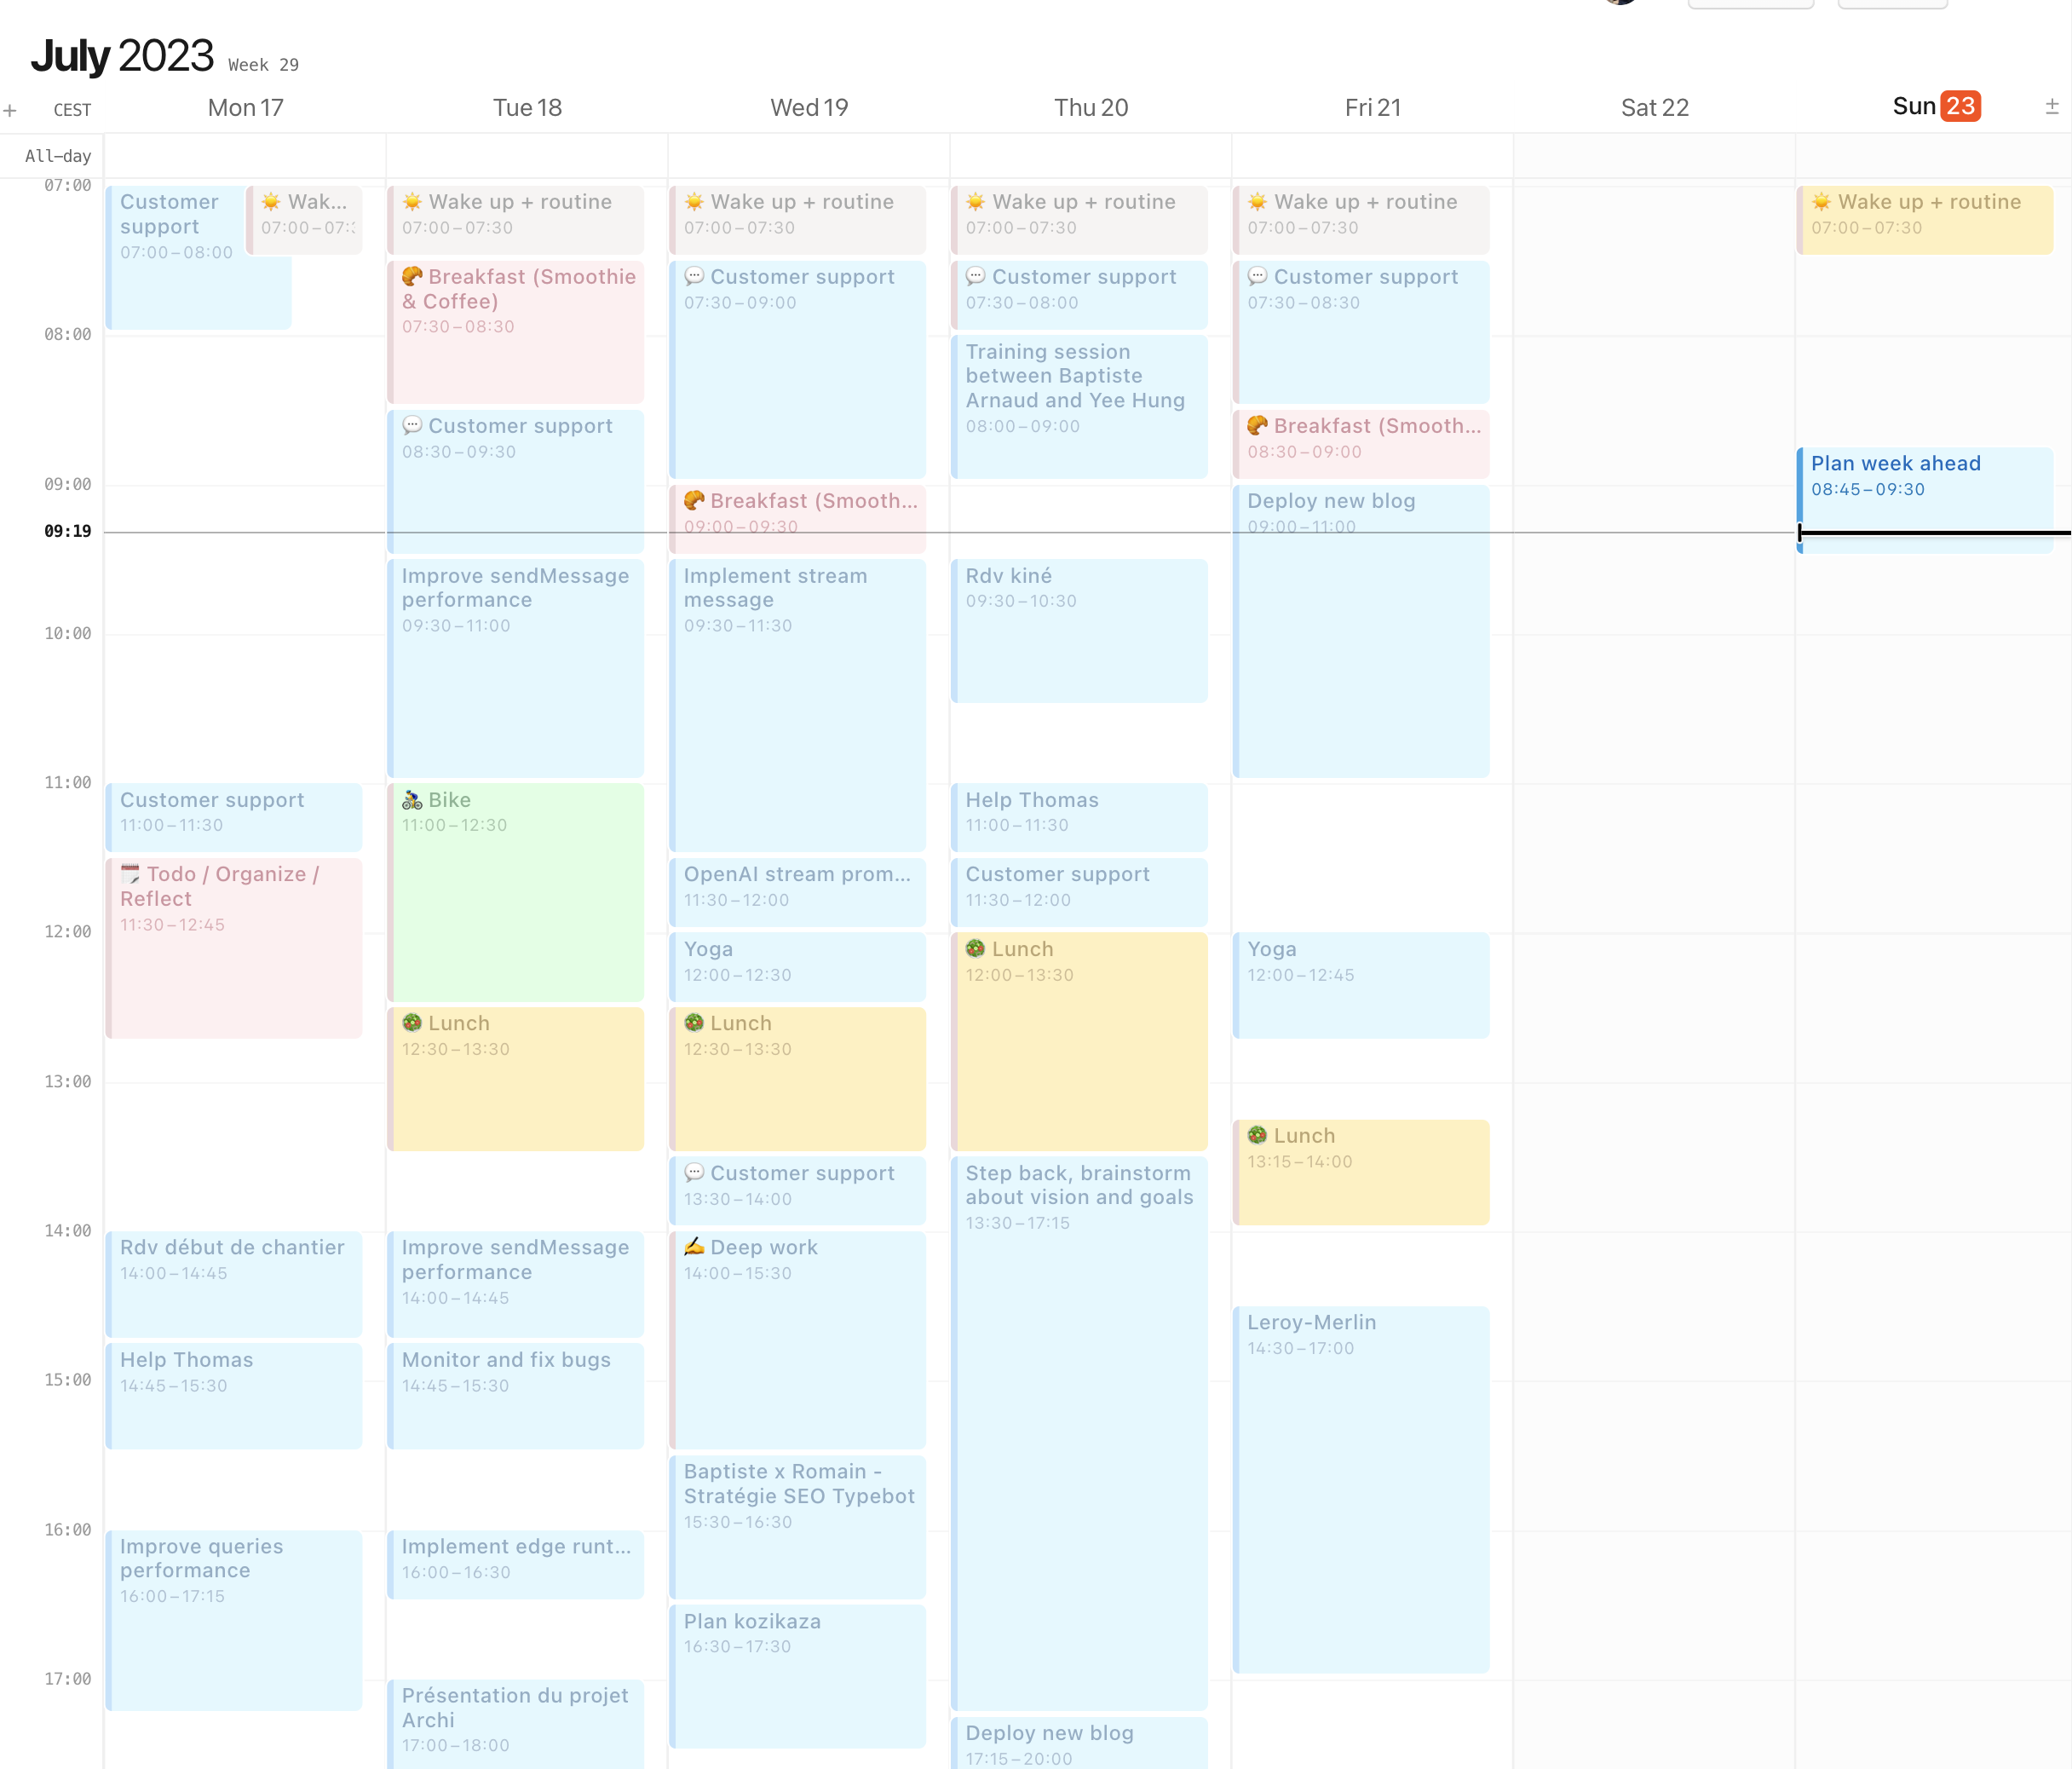 July 2023 Week 29
+ CEST Mon 17 Tue 18 Wed 19 Thu 20 Fri 21 Sat 22 Sun 23 ±
All-day
07:00
08:00
09:00
09:19
10:00
11:00
12:00
13:00
14:00
15:00
16:00
17:00
Customer
support
07:00–08:00
☀️ Wak...
07:00–07:
Customer support
11:00–11:30
Todo / Organize /
Reflect
11:30–12:45
Rdv début de chantier
14:00–14:45
Help Thomas
14:45–15:30
Improve queries
performance
16:00–17:15
☀️ Wake up + routine
07:00–07:30
🥐 Breakfast (Smoothie
& Coffee)
07:30–08:30
💬 Customer support
08:30–09:30
Improve sendMessage
performance
09:30–11:00
🚴 Bike
11:00–12:30
🥗 Lunch
12:30–13:30
Improve sendMessage
performance
14:00–14:45
Monitor and fix bugs
14:45–15:30
Implement edge runt...
16:00–16:30
Présentation du projet
Archi
17:00–18:00
☀️ Wake up + routine
07:00–07:30
💬 Customer support
07:30–09:00
🥐 Breakfast (Smooth...
09:00–09:30
Implement stream
message
09:30–11:30
OpenAI stream prom...
11:30–12:00
Yoga
12:00–12:30
🥗 Lunch
12:30–13:30
💬 Customer support
13:30–14:00
✍️ Deep work
14:00–15:30
Baptiste x Romain -
Stratégie SEO Typebot
15:30–16:30
Plan kozikaza
16:30–17:30
☀️ Wake up + routine
07:00–07:30
💬 Customer support
07:30–08:00
Training session
between Baptiste
Arnaud and Yee Hung
08:00–09:00
Rdv kiné
09:30–10:30
Help Thomas
11:00–11:30
Customer support
11:30–12:00
🥗 Lunch
12:00–13:30
Step back, brainstorm
about vision and goals
13:30–17:15
Deploy new blog
17:15–20:00
☀️ Wake up + routine
07:00–07:30
💬 Customer support
07:30–08:30
🥐 Breakfast (Smooth...
08:30–09:00
Deploy new blog
09:00–11:00
Yoga
12:00–12:45
🥗 Lunch
13:15–14:00
Leroy-Merlin
14:30–17:00
☀️ Wake up + routine
07:00–07:30
Plan week ahead
08:45–09:30